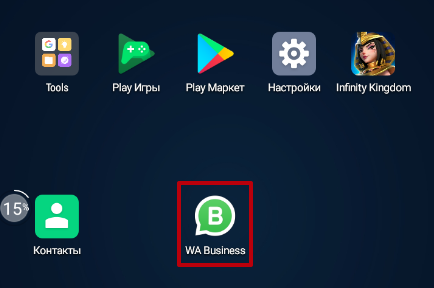 Tools
Play Игры
Play Маркет
Настройки
Infinity Kingdom
15%
Контакты
B
WA Business